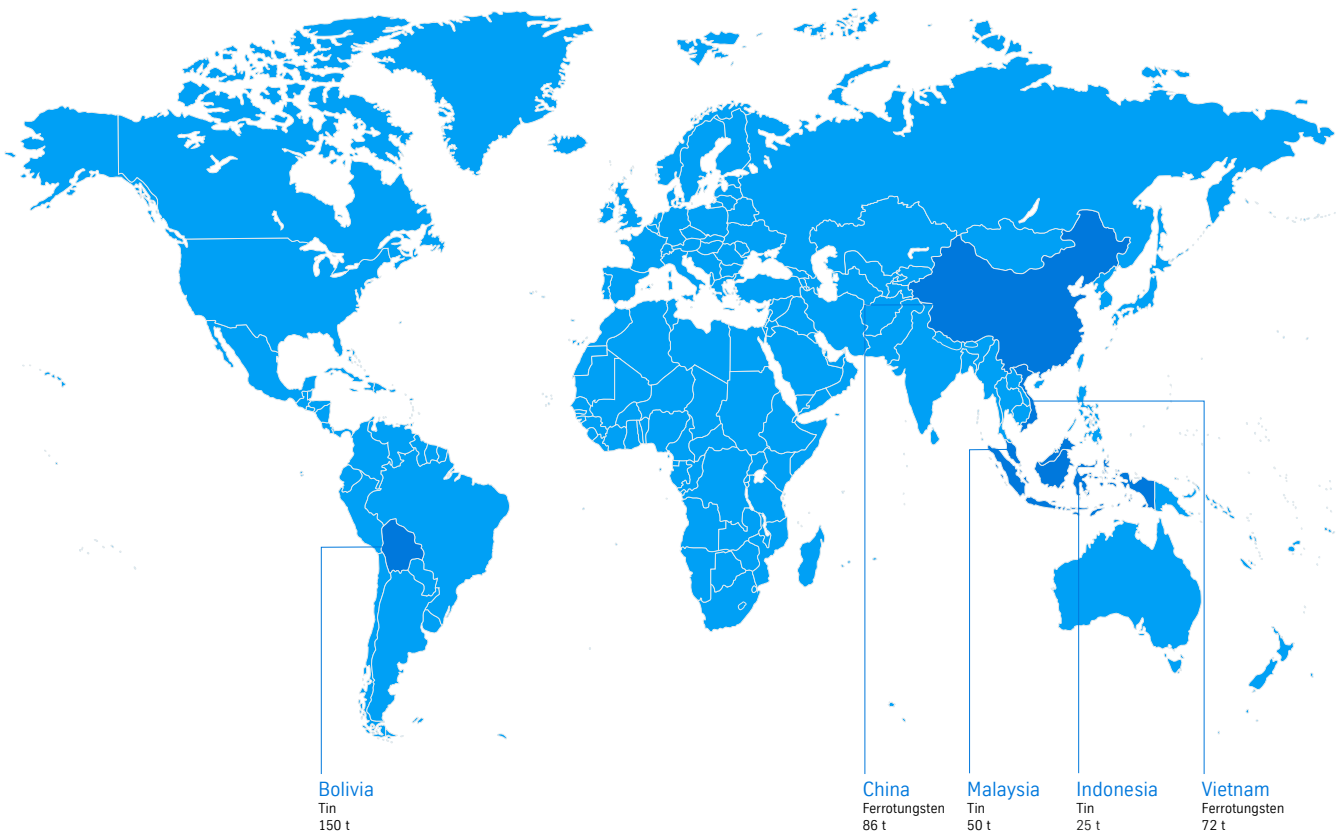 Bolivia
Tin
150 t
China
Ferrotungsten
86 t
Malaysia
Tin
50 t
Indonesia
Tin
25 t
Vietnam
Ferrotungsten
72 t